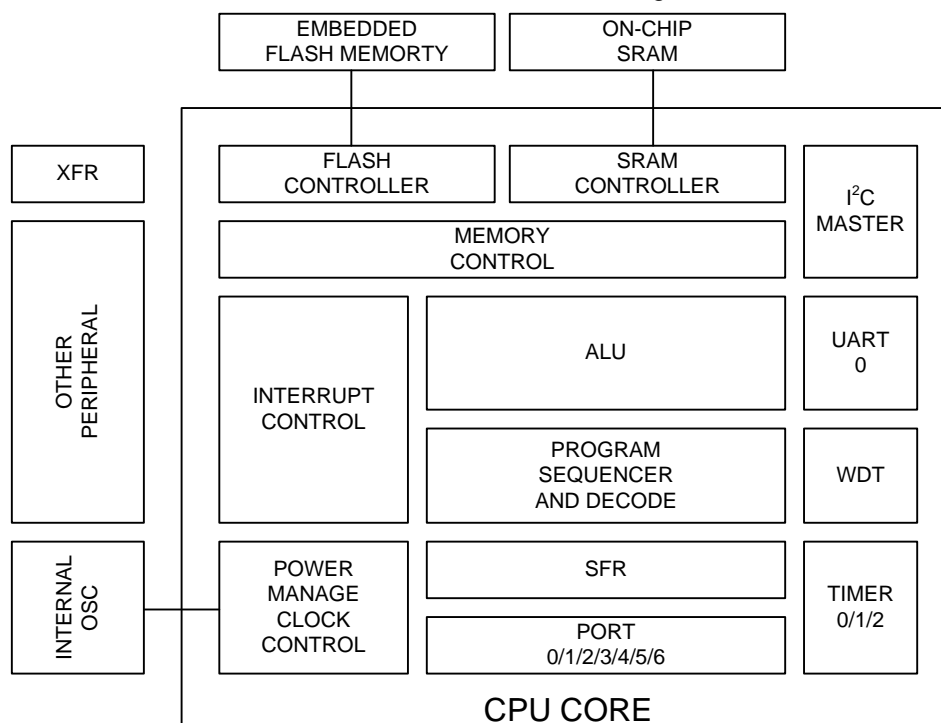 EMBEDDED
FLASH MEMORTY
ON-CHIP
SRAM
XFR
FLASH
CONTROLLER
SRAM
CONTROLLER
I²C
MASTER
MEMORY
CONTROL
OTHER
PERIPHERAL
INTERRUPT
CONTROL
ALU
UART
0
PROGRAM
SEQUENCER
AND DECODE
WDT
INTERNAL
OSC
POWER
MANAGE
CLOCK
CONTROL
SFR
TIMER
0/1/2
PORT
0/1/2/3/4/5/6
CPU CORE